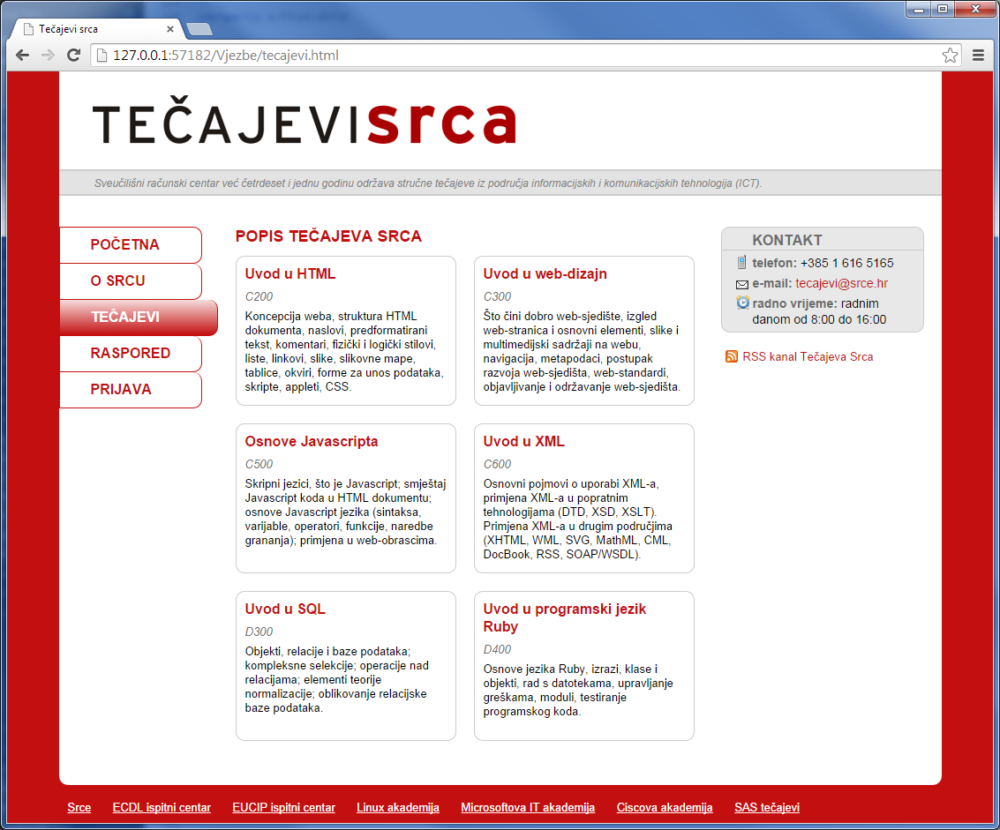 Tečajevi srca
127.0.0.1:57182/Vjezbe/tecajevi.html
TEČAJEVIsrca
Sveučilišni računski centar već četrdeset i jednu godinu održava stručne tečajeve iz područja informacijskih i komunikacijskih tehnologija (ICT).
POČETNA
O SRCU
TEČAJEVI
RASPORED
PRIJAVA
POPIS TEČAJEVA SRCA
Uvod u HTML
C200
Koncepcija weba, struktura HTML
dokumenta, naslovi, predformatirani
tekst, komentari, fizički i logički stilovi,
liste, linkovi, slike, slikovne mape,
tablice, okviri, forme za unos podataka,
skripte, appleti, CSS.
Uvod u web-dizajn
C300
Što čini dobro web-sjedište, izgled
web-stranica i osnovni elementi, slike i
multimedijski sadržaji na webu,
navigacija, metapodaci, postupak
razvoja web-sjedišta, web-standardi,
objavljivanje i održavanje web-sjedišta.
Osnove Javascripta
C500
Skripni jezici, što je Javascript; smještaj
Javascript koda u HTML dokumentu;
osnove Javascript jezika (sintaksa,
varijable, operatori, funkcije, naredbe
grananja); primjena u web-obrascima.
Uvod u XML
C600
Osnovni pojmovi o uporabi XML-a,
primjena XML-a u popratnim
tehnologijama (DTD, XSD, XSLT).
Primjena XML-a u drugim područjima
(XHTML, WML, SVG, MathML, CML,
DocBook, RSS, SOAP/WSDL).
Uvod u SQL
D300
Objekti, relacije i baze podataka;
kompleksne selekcije; operacije nad
relacijama; elementi teorije
normalizacije; oblikovanje relacijske
baze podataka.
Uvod u programski jezik
Ruby
D400
Osnove jezika Ruby, izrazi, klase i
objekti, rad s datotekama, upravljanje
greškama, moduli, testiranje
programskog koda.
KONTAKT
telefon: +385 1 616 5165
e-mail: tecajevi@srce.hr
radno vrijeme: radnim
danom od 8:00 do 16:00
RSS kanal Tečajeva Srca
Srce ECDL ispitni centar EUCIP ispitni centar Linux akademija Microsoftova IT akademija Ciscova akademija SAS tečajevi